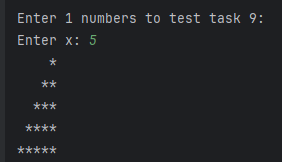 Enter 1 numbers to test task 9:
Enter x: 5
    *
   **
  ***
 ****
*****